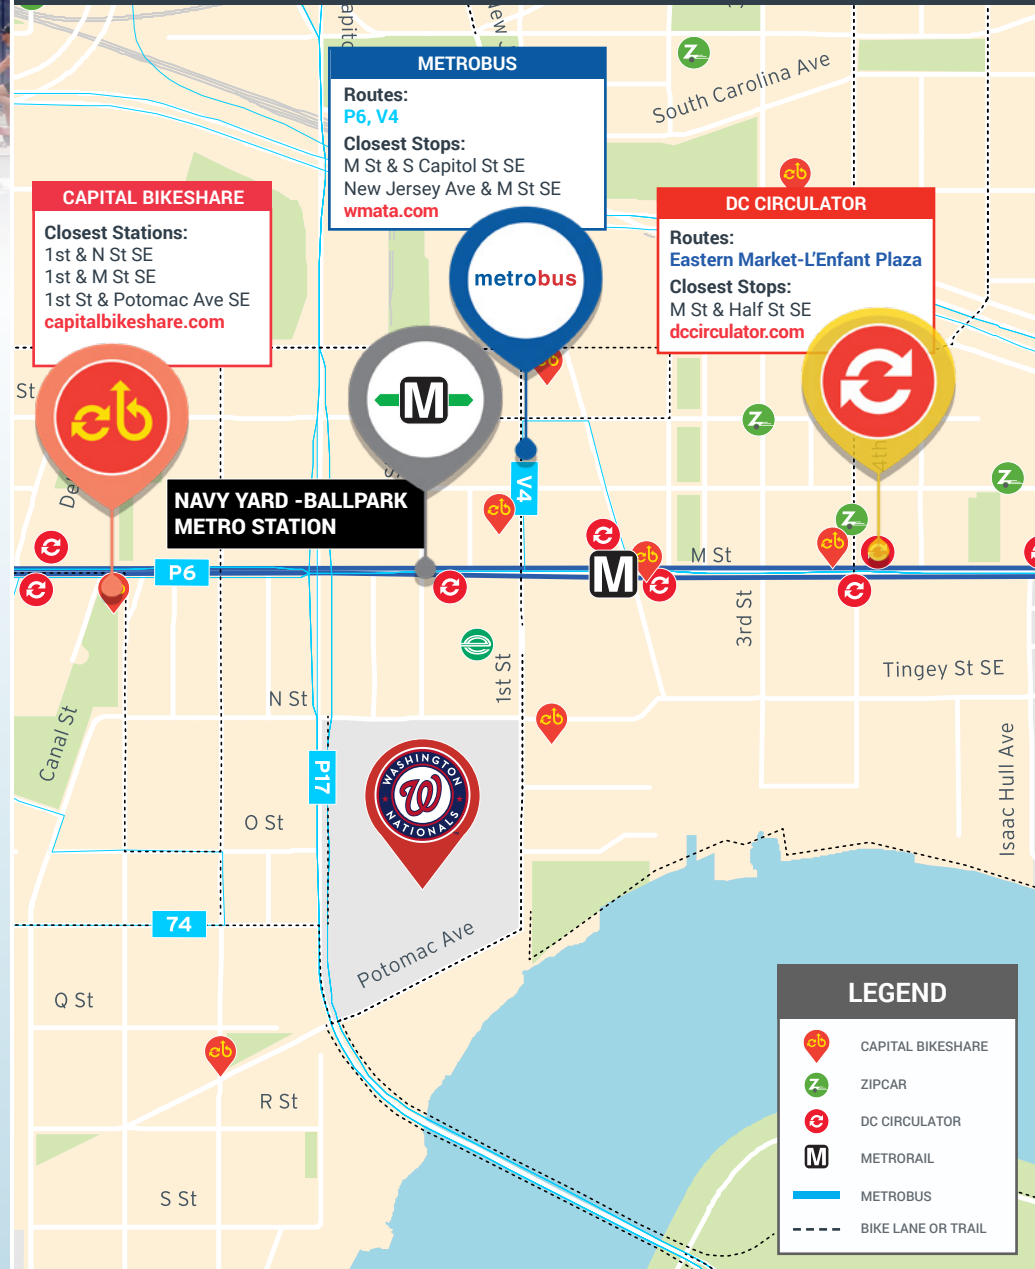 apito
New J
South Carolina Ave
METROBUS
Routes:
P6, V4
Closest Stops:
M St & S Capitol St SE
New Jersey Ave & M St SE
wmata.com
CAPITAL BIKESHARE
Closest Stations:
1st & N St SE
1st & M St SE
1st St & Potomac Ave SE
capitalbikeshare.com
DC CIRCULATOR
Routes:
Eastern Market-L'Enfant Plaza
Closest Stops:
M St & Half St SE
dccirculator.com
metrobus
M
St
De
4th
V4
NAVY YARD -BALLPARK
METRO STATION
P6
M
M St
3rd St
1st St
Tingey St SE
N St
Canal St
P17
WASHINGTON
W
NATIONALS
Isaac Hull Ave
O St
74
Potomac Ave
Q St
R St
S St
LEGEND
CAPITAL BIKESHARE
Z ZIPCAR
DC CIRCULATOR
M METRORAIL
METROBUS
BIKE LANE OR TRAIL